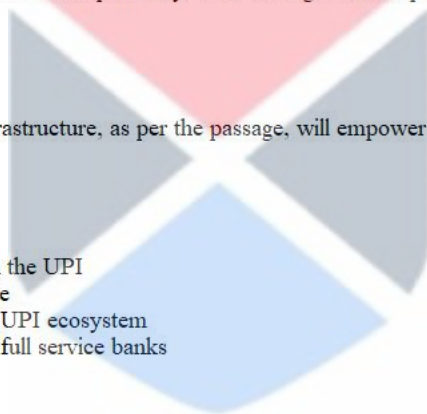 rastructure, as per the passage, will empower
the UPI
e
UPI ecosystem
full service banks